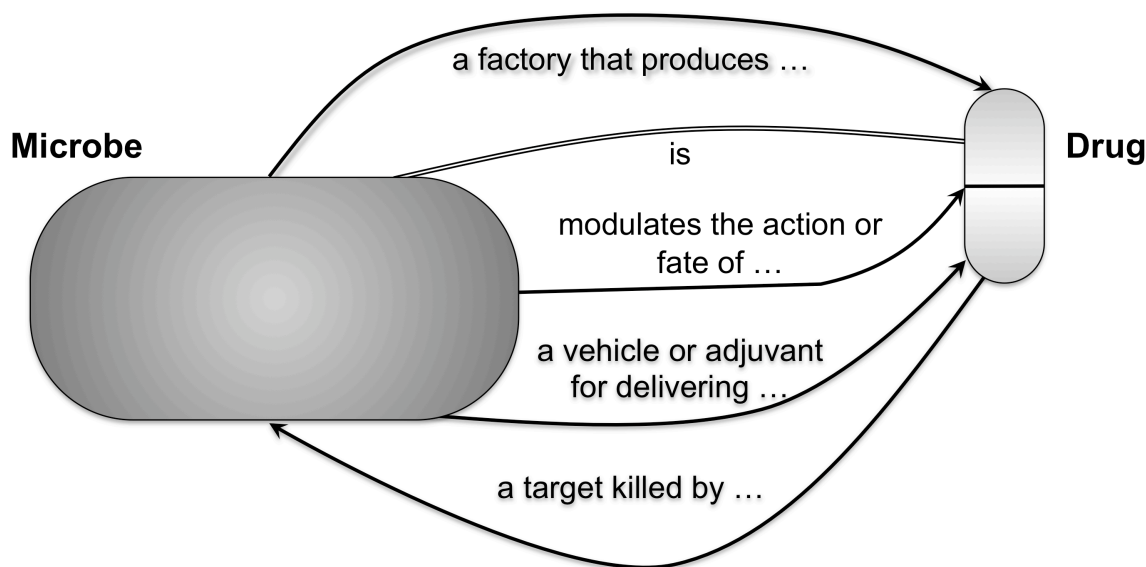 a factory that produces …
Microbe
Drug
is
modulates the action or
fate of …
a vehicle or adjuvant
for delivering …
a target killed by …